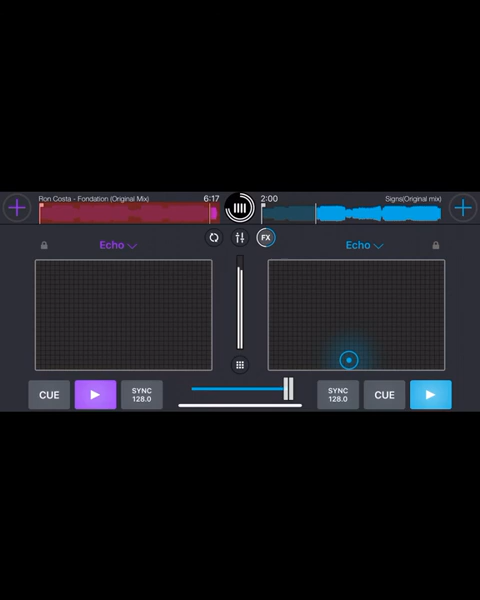 Ron Costa - Fondation (Original Mix) 6:17
2:00 Signs(Original mix)
FX
Echo
Echo
CUE
SYNC
128.0
SYNC
128.0
CUE